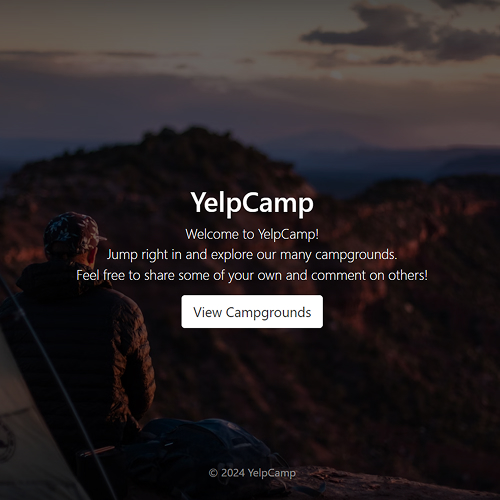 YelpCamp
Welcome to YelpCamp!
Jump right in and explore our many campgrounds.
Feel free to share some of your own and comment on others!
View Campgrounds
© 2024 YelpCamp